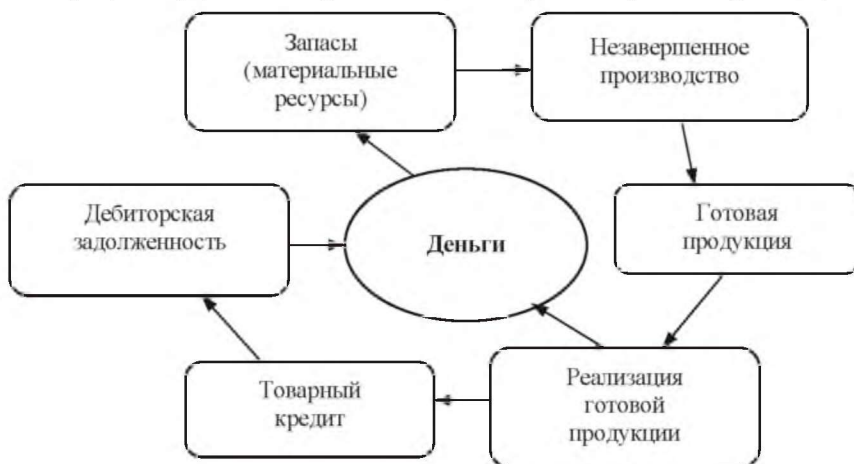 Запасы
(материальные
ресурсы)
Незавершенное
производство
Дебиторская
задолженность
Деньги
Готовая
продукция
Товарный
кредит
Реализация
готовой
продукции